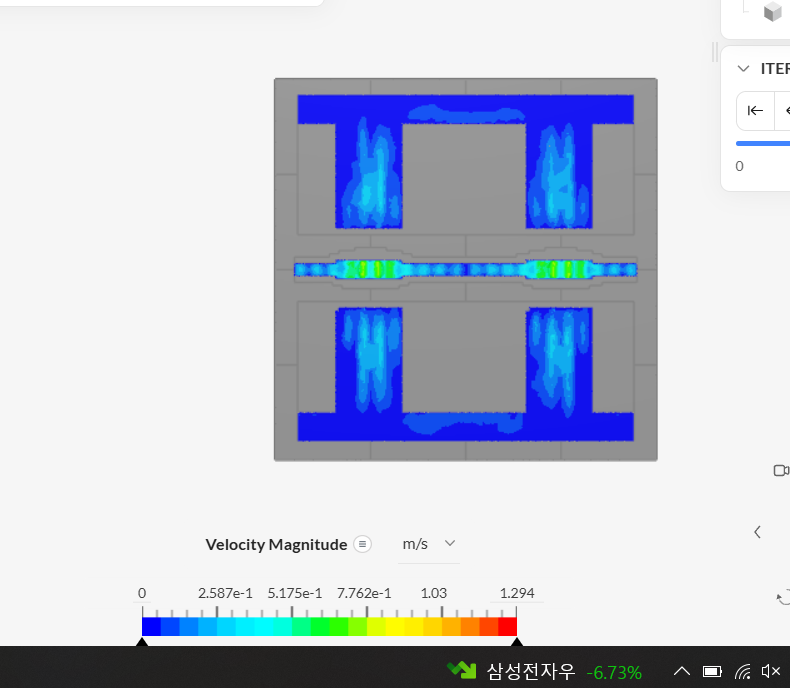 ITER
0
Velocity Magnitude
m/s
0 2.587e-1 5.175e-1 7.762e-1 1.03 1.294
삼성전자우 -6.73%